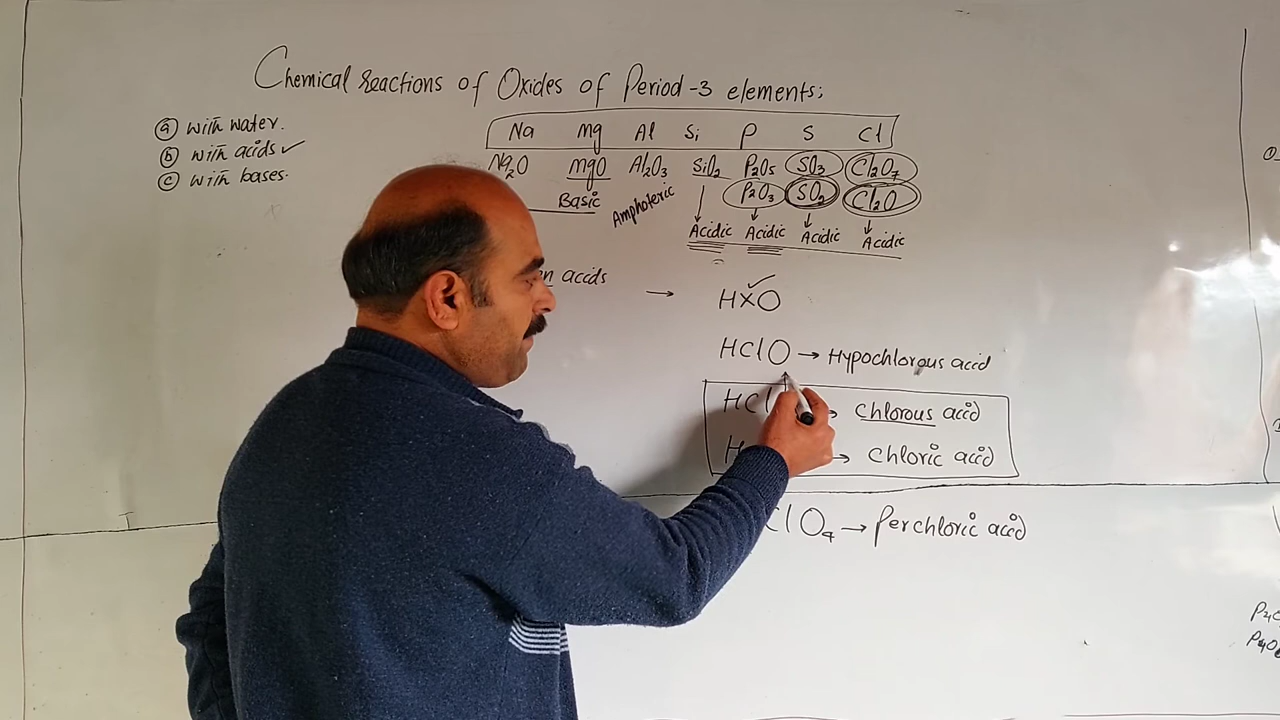 Chemical reactions of Oxides of Period-3 elements;
(a) with water.
(b) with acids ✓
(c) with bases.
Na Mg Al Si P S Cl
Na₂O MgO Al₂O₃ SiO₂ P₂O₅ SO₃ Cl₂O₇
Basic Amphoteric P₂O₃ SO₂ Cl₂O
Acidic Acidic Acidic Acidic
acids → HXO ✓
HClO → Hypochlorous acid
HCl → Chlorous acid
H → Chloric acid
ClO₄ → Perchloric acid